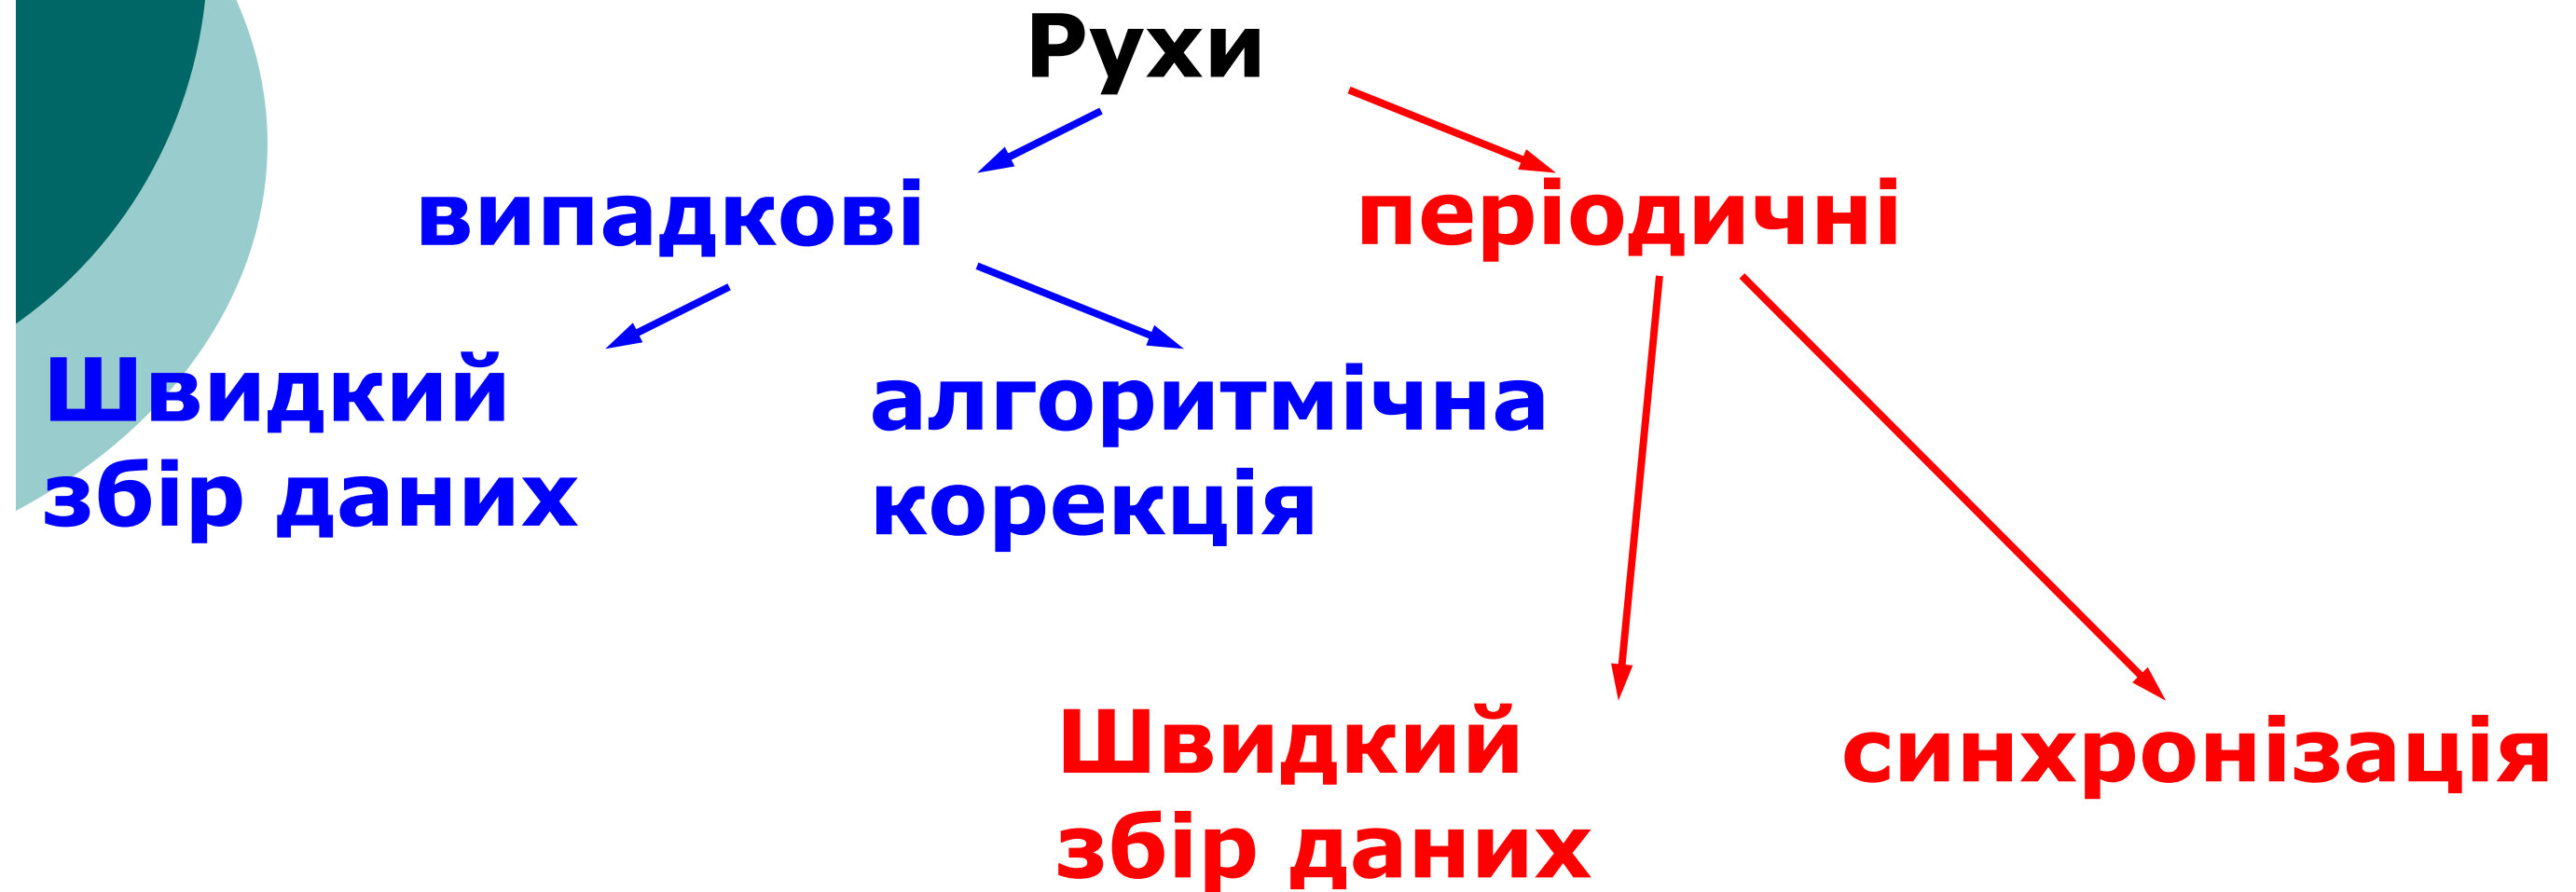 Рухи
випадкові
періодичні
Швидкий
збір даних
алгоритмічна
корекція
Швидкий
збір даних
синхронізація